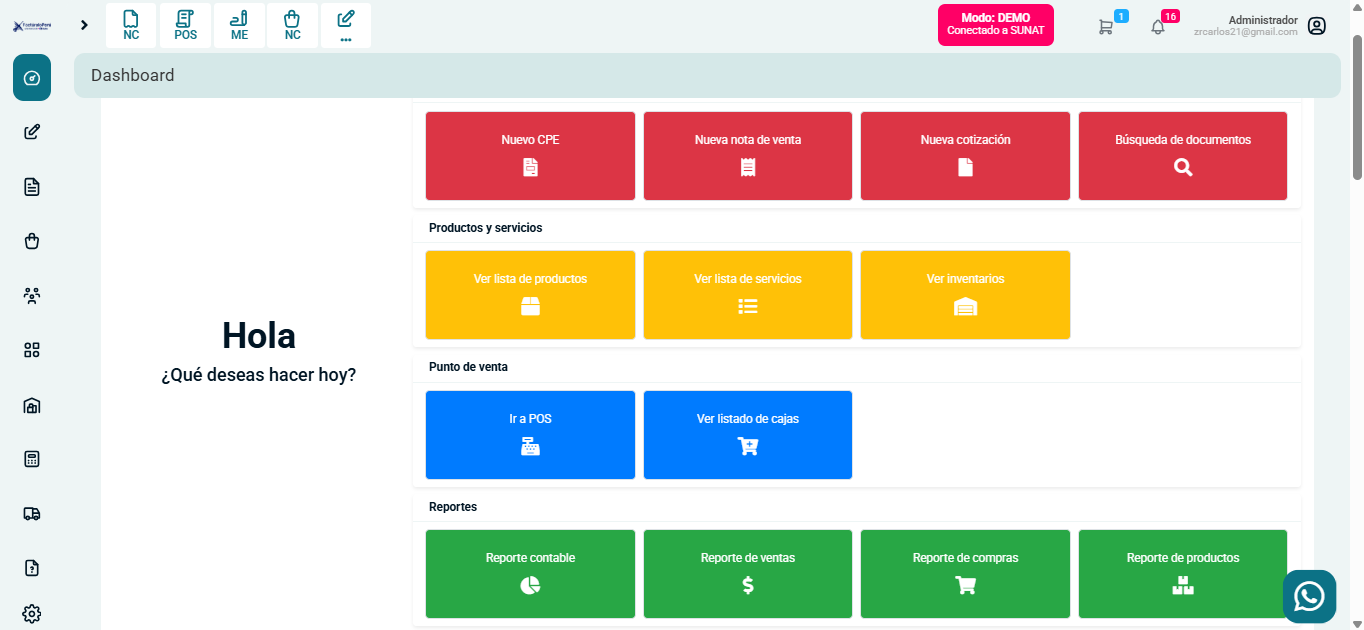 FacturaloPerú
NC
POS
ME
NC
...
Modo: DEMO
Conectado a SUNAT
1
16
Administrador
zrcarlos21@gmail.com
Dashboard
Nuevo CPE
Nueva nota de venta
Nueva cotización
Búsqueda de documentos
Productos y servicios
Ver lista de productos
Ver lista de servicios
Ver inventarios
Hola
¿Qué deseas hacer hoy?
Punto de venta
Ir a POS
Ver listado de cajas
Reportes
Reporte contable
Reporte de ventas
Reporte de compras
Reporte de productos